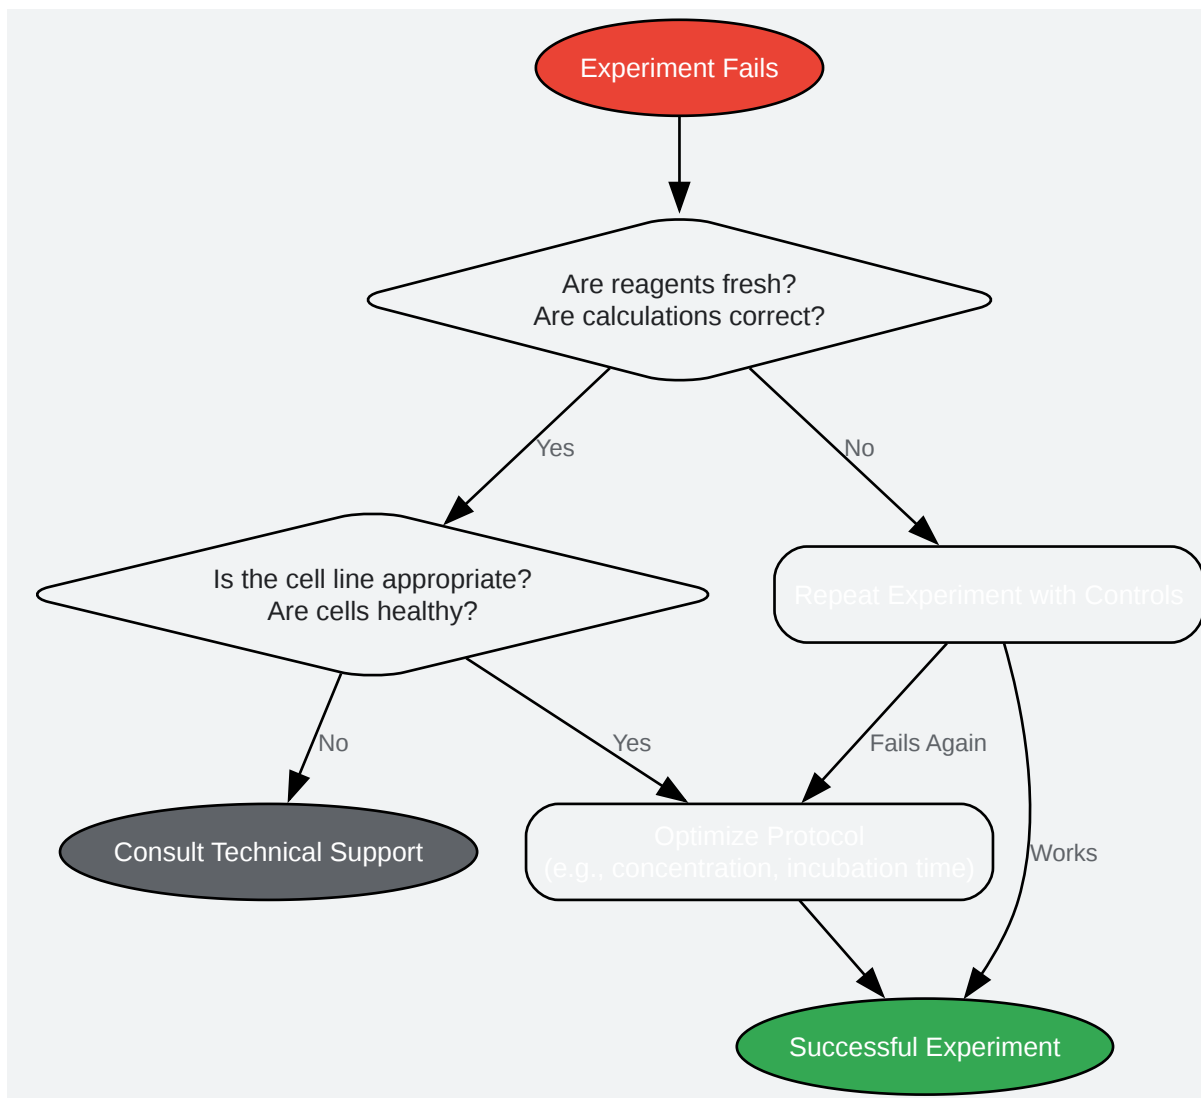 Experiment Fails
Are reagents fresh?
Are calculations correct?
Yes
No
Is the cell line appropriate?
Are cells healthy?
Repeat Experiment with Controls
No
Yes
Fails Again
Optimize Protocol
(e.g., concentration, incubation time)
Consult Technical Support
Works
Successful Experiment